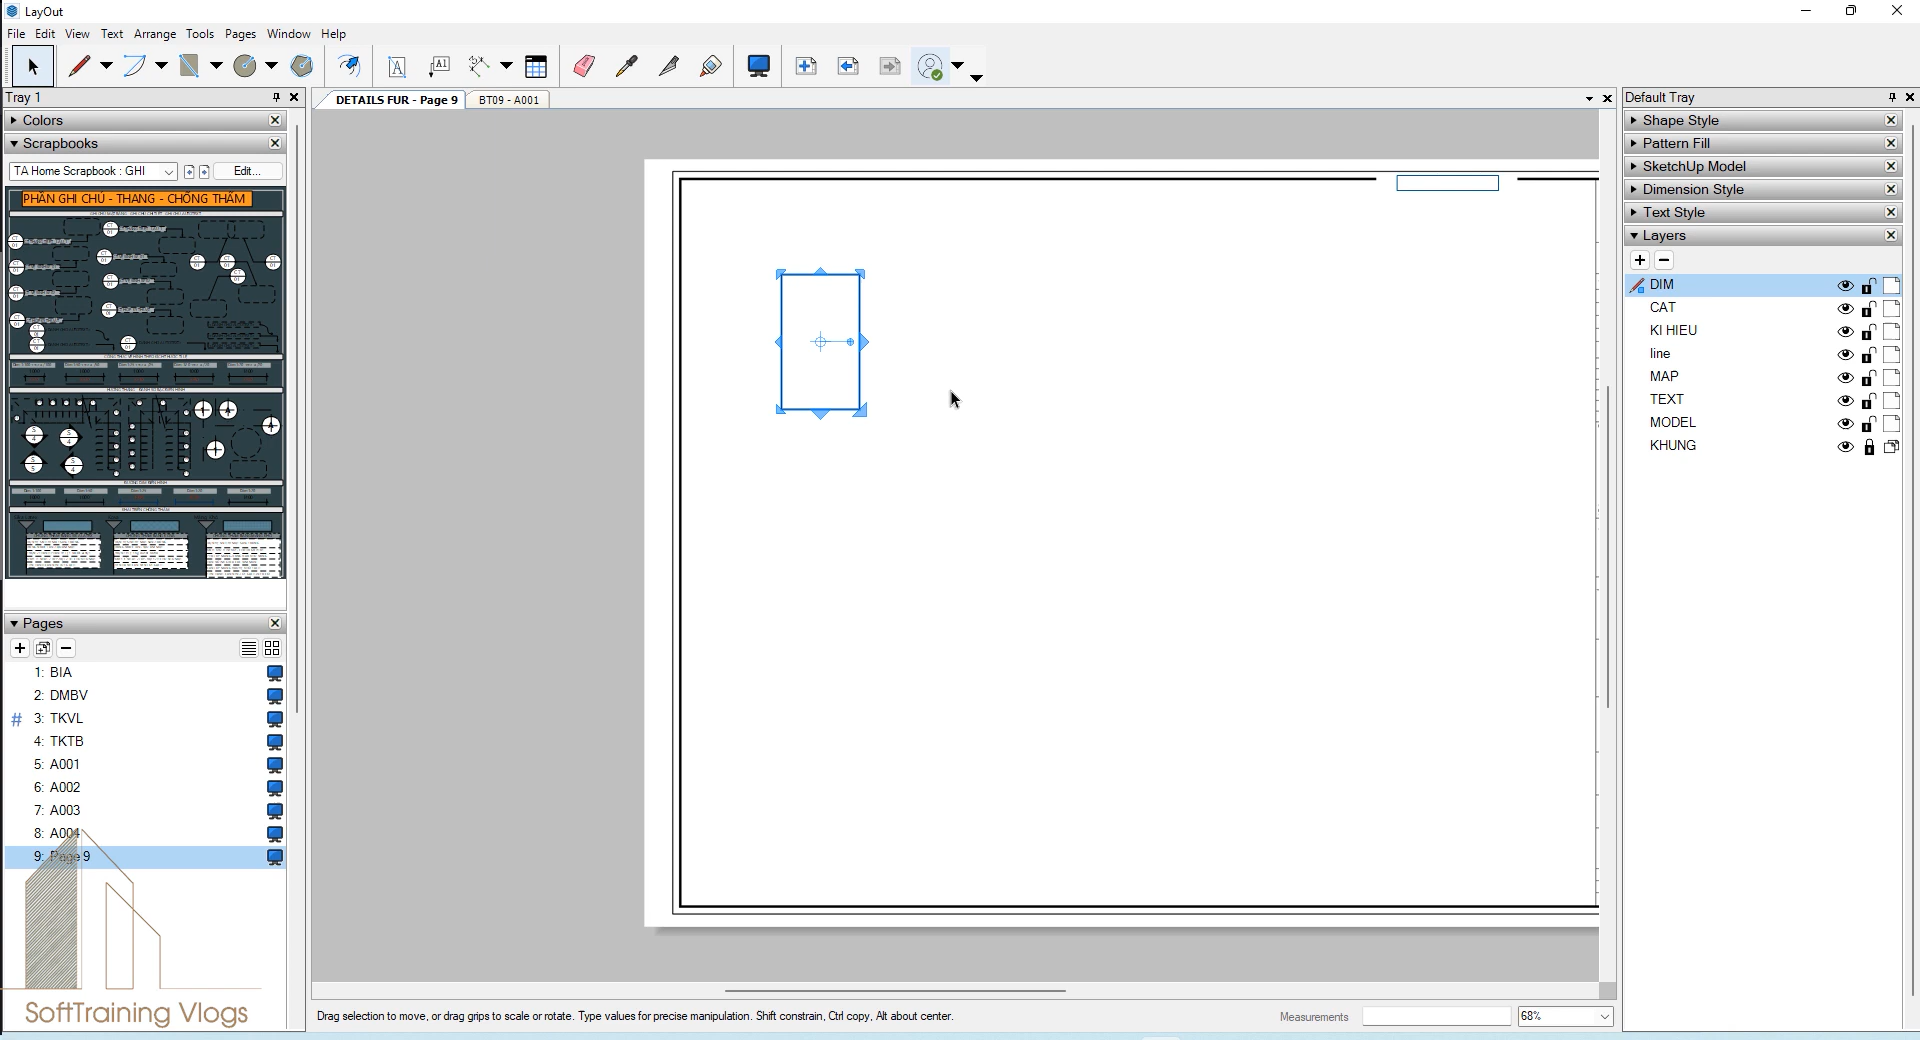 LayOut
File Edit View Text Arrange Tools Pages Window Help
Tray 1
Colors
Scrapbooks
TA Home Scrapbook : GHI
Edit...
PHẦN GHI CHÚ - THANG - CHỐNG THẤM
Pages
1: BIA
2: DMBV
# 3: TKVL
4: TKTB
5: A001
6: A002
7: A003
8: A004
9: Page 9
SoftTraining Vlogs
DETAILS FUR - Page 9
BT09 - A001
Drag selection to move, or drag grips to scale or rotate. Type values for precise manipulation. Shift constrain, Ctrl copy, Alt about center.
Measurements
68%
Default Tray
Shape Style
Pattern Fill
SketchUp Model
Dimension Style
Text Style
Layers
DIM
CAT
KI HIEU
line
MAP
TEXT
MODEL
KHUNG